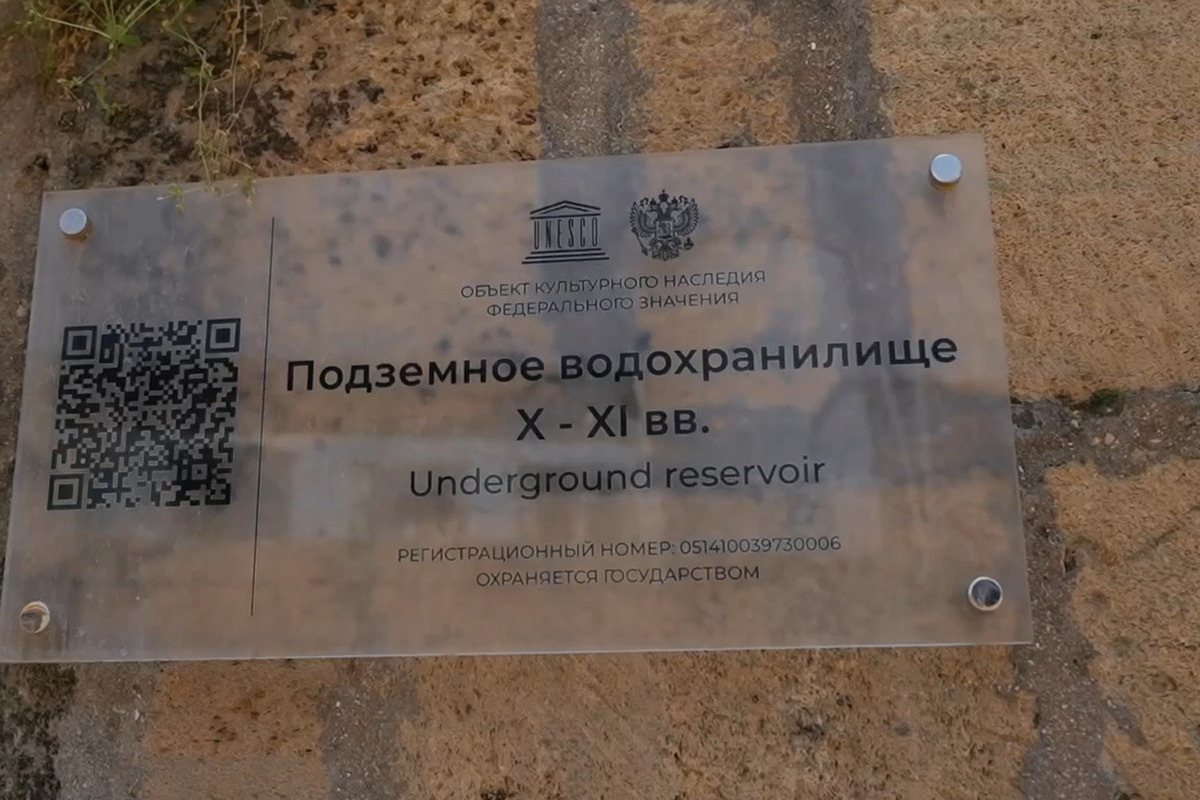 UNESCO
ОБЪЕКТ КУЛЬТУРНОГО НАСЛЕДИЯ
ФЕДЕРАЛЬНОГО ЗНАЧЕНИЯ
Подземное водохранилище
X - XI вв.
Underground reservoir
РЕГИСТРАЦИОННЫЙ НОМЕР: 051410039730006
ОХРАНЯЕТСЯ ГОСУДАРСТВОМ